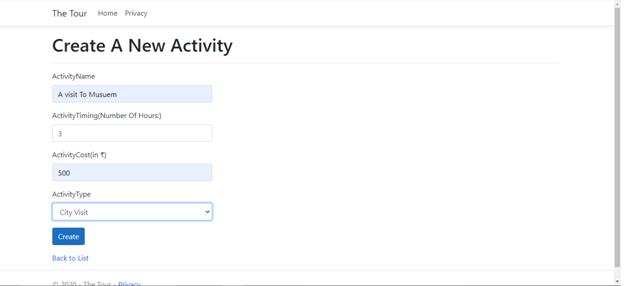 The Tour Home Privacy
Create A New Activity
ActivityName
A visit To Musuem
ActivityTiming(Number Of Hours:)
3
ActivityCost(in ₹)
500
ActivityType
City Visit
Create
Back to List
© 2020 - The Tour - Privacy